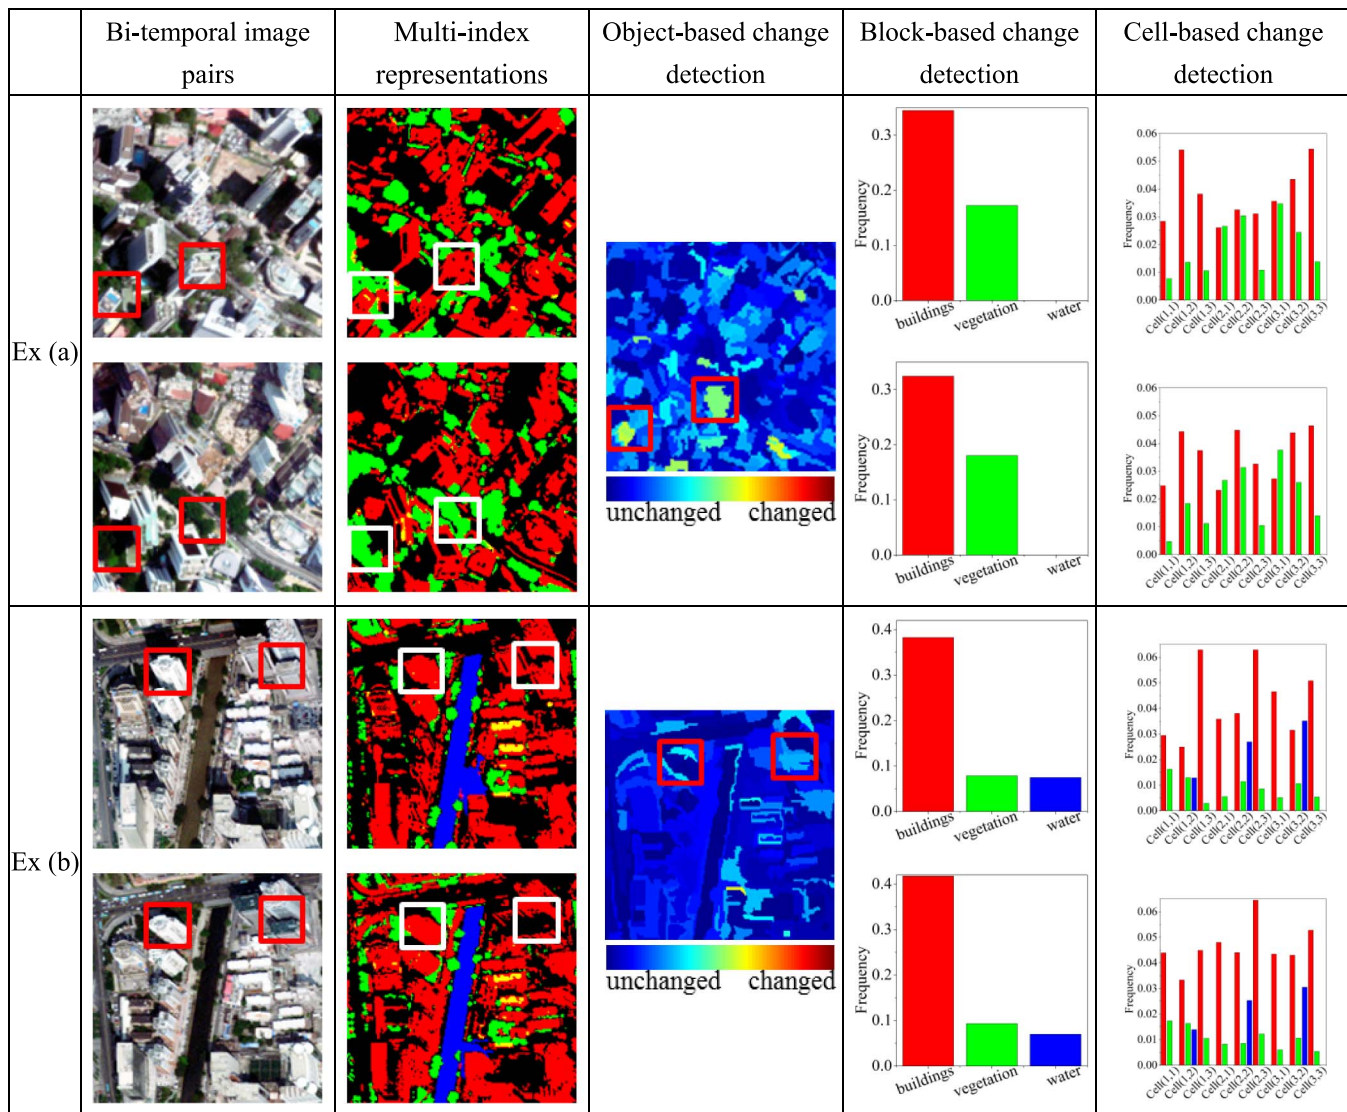 Bi-temporal image pairs
Multi-index representations
Object-based change detection
Block-based change detection
Cell-based change detection
Ex (a)
unchanged changed
Frequency
0.3
0.2
0.1
0.0
buildings vegetation water
Frequency
0.06
0.05
0.04
0.03
0.02
0.01
0.00
Cell(1,1) Cell(1,2) Cell(1,3) Cell(2,1) Cell(2,2) Cell(2,3) Cell(3,1) Cell(3,2) Cell(3,3)
Frequency
0.3
0.2
0.1
0.0
buildings vegetation water
Frequency
0.06
0.05
0.04
0.03
0.02
0.01
0.00
Cell(1,1) Cell(1,2) Cell(1,3) Cell(2,1) Cell(2,2) Cell(2,3) Cell(3,1) Cell(3,2) Cell(3,3)
Ex (b)
unchanged changed
Frequency
0.4
0.3
0.2
0.1
0.0
buildings vegetation water
Frequency
0.06
0.05
0.04
0.03
0.02
0.01
0.00
Cell(1,1) Cell(1,2) Cell(1,3) Cell(2,1) Cell(2,2) Cell(2,3) Cell(3,1) Cell(3,2) Cell(3,3)
Frequency
0.4
0.3
0.2
0.1
0.0
buildings vegetation water
Frequency
0.06
0.05
0.04
0.03
0.02
0.01
0.00
Cell(1,1) Cell(1,2) Cell(1,3) Cell(2,1) Cell(2,2) Cell(2,3) Cell(3,1) Cell(3,2) Cell(3,3)